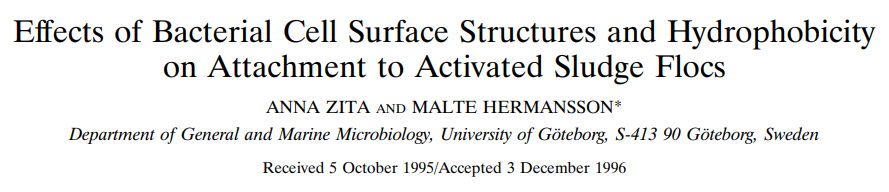 Effects of Bacterial Cell Surface Structures and Hydrophobicity
on Attachment to Activated Sludge Flocs
ANNA ZITA AND MALTE HERMANSSON*
Department of General and Marine Microbiology, University of Göteborg, S-413 90 Göteborg, Sweden
Received 5 October 1995/Accepted 3 December 1996